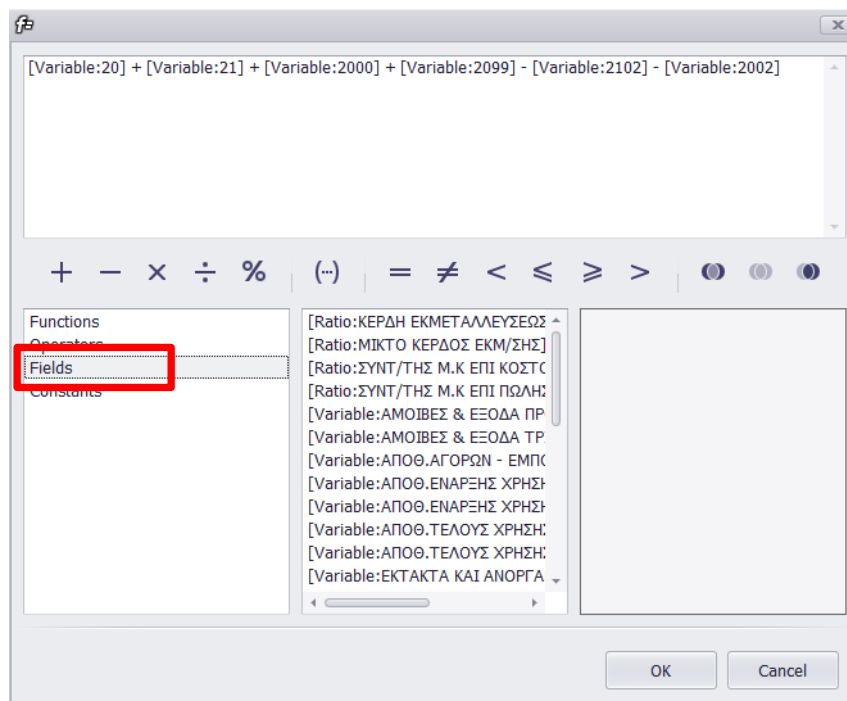 [Variable:20] + [Variable:21] + [Variable:2000] + [Variable:2099] - [Variable:2102] - [Variable:2002]
+ − × ÷ % (···) = ≠ < ⩽ ⩾ >
Functions
Operators
Fields
Constants
[Ratio:ΚΕΡΔΗ ΕΚΜΕΤΑΛΛΕΥΣΕΩΣ
[Ratio:ΜΙΚΤΟ ΚΕΡΔΟΣ ΕΚΜ/ΣΗΣ]
[Ratio:ΣΥΝΤ/ΤΗΣ Μ.Κ ΕΠΙ ΚΟΣΤΟ
[Ratio:ΣΥΝΤ/ΤΗΣ Μ.Κ ΕΠΙ ΠΩΛΗΣ
[Variable:ΑΜΟΙΒΕΣ & ΕΞΟΔΑ ΠΡ
[Variable:ΑΜΟΙΒΕΣ & ΕΞΟΔΑ ΤΡ
[Variable:ΑΠΟΘ.ΑΓΟΡΩΝ - ΕΜΠΟ
[Variable:ΑΠΟΘ.ΕΝΑΡΞΗΣ ΧΡΗΣΗ
[Variable:ΑΠΟΘ.ΕΝΑΡΞΗΣ ΧΡΗΣΗ
[Variable:ΑΠΟΘ.ΤΕΛΟΥΣ ΧΡΗΣΗΣ
[Variable:ΑΠΟΘ.ΤΕΛΟΥΣ ΧΡΗΣΗΣ
[Variable:ΕΚΤΑΚΤΑ ΚΑΙ ΑΝΟΡΓΑ
OK Cancel